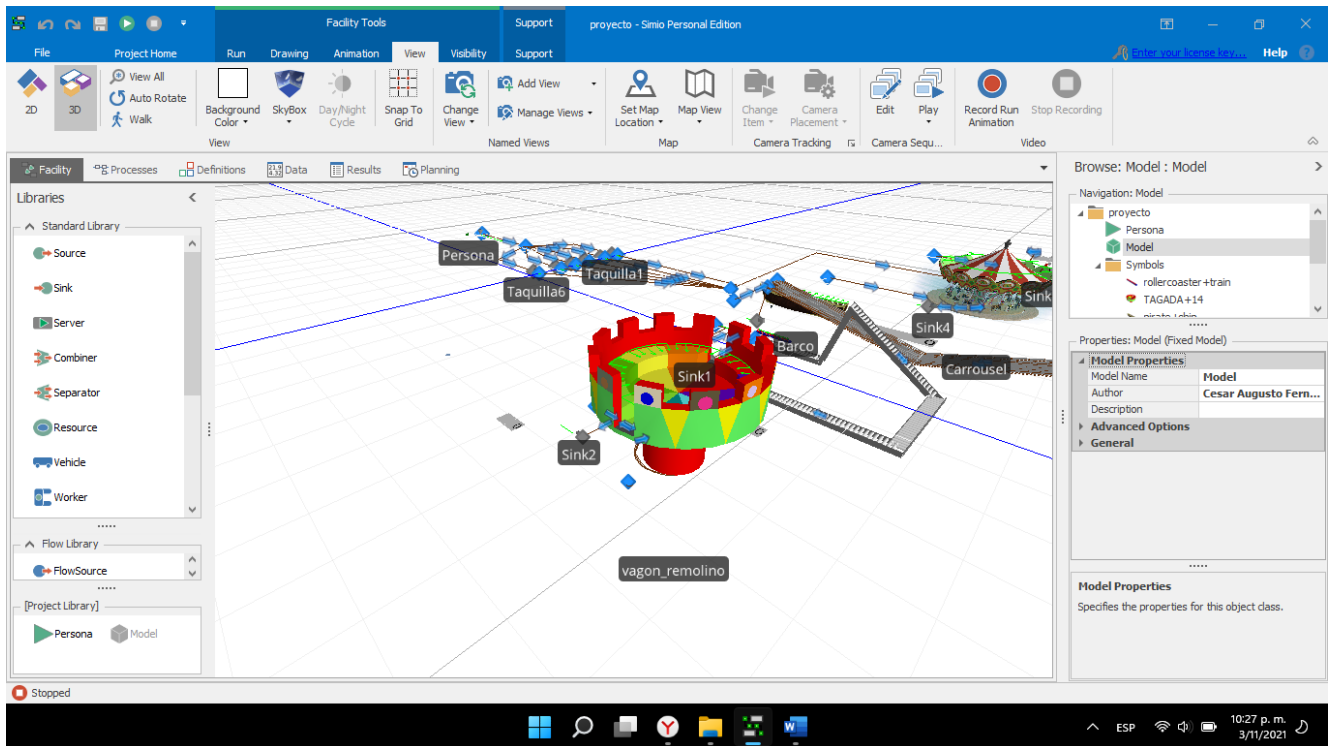 Facility Tools
Support
proyecto - Simio Personal Edition
File
Project Home
Run
Drawing
Animation
View
Visibility
Support
Enter your license key...
Help
2D
3D
View All
Auto Rotate
Walk
Background Color
SkyBox
Day/Night Cycle
Snap To Grid
Change View
Add View
Manage Views
Set Map Location
Map View
Change Item
Camera Placement
Edit
Play
Record Run Animation
Stop Recording
View
Named Views
Map
Camera Tracking
Camera Sequ...
Video
Facility
Processes
Definitions
21.9
4.32
Data
Results
Planning
Libraries
Standard Library
Source
Sink
Server
Combiner
Separator
Resource
Vehicle
Worker
Flow Library
FlowSource
[Project Library]
Persona
Model
Persona
Taquilla1
Taquilla6
Sink
Sink4
Barco
Carrousel
Sink1
Sink2
vagon_remolino
Browse: Model : Model
Navigation: Model
proyecto
Persona
Model
Symbols
rollercoaster+train
TAGADA+14
Properties: Model (Fixed Model)
Model Properties
Model Name
Model
Author
Cesar Augusto Fern...
Description
Advanced Options
General
Model Properties
Specifies the properties for this object class.
Stopped
ESP
10:27 p. m.
3/11/2021